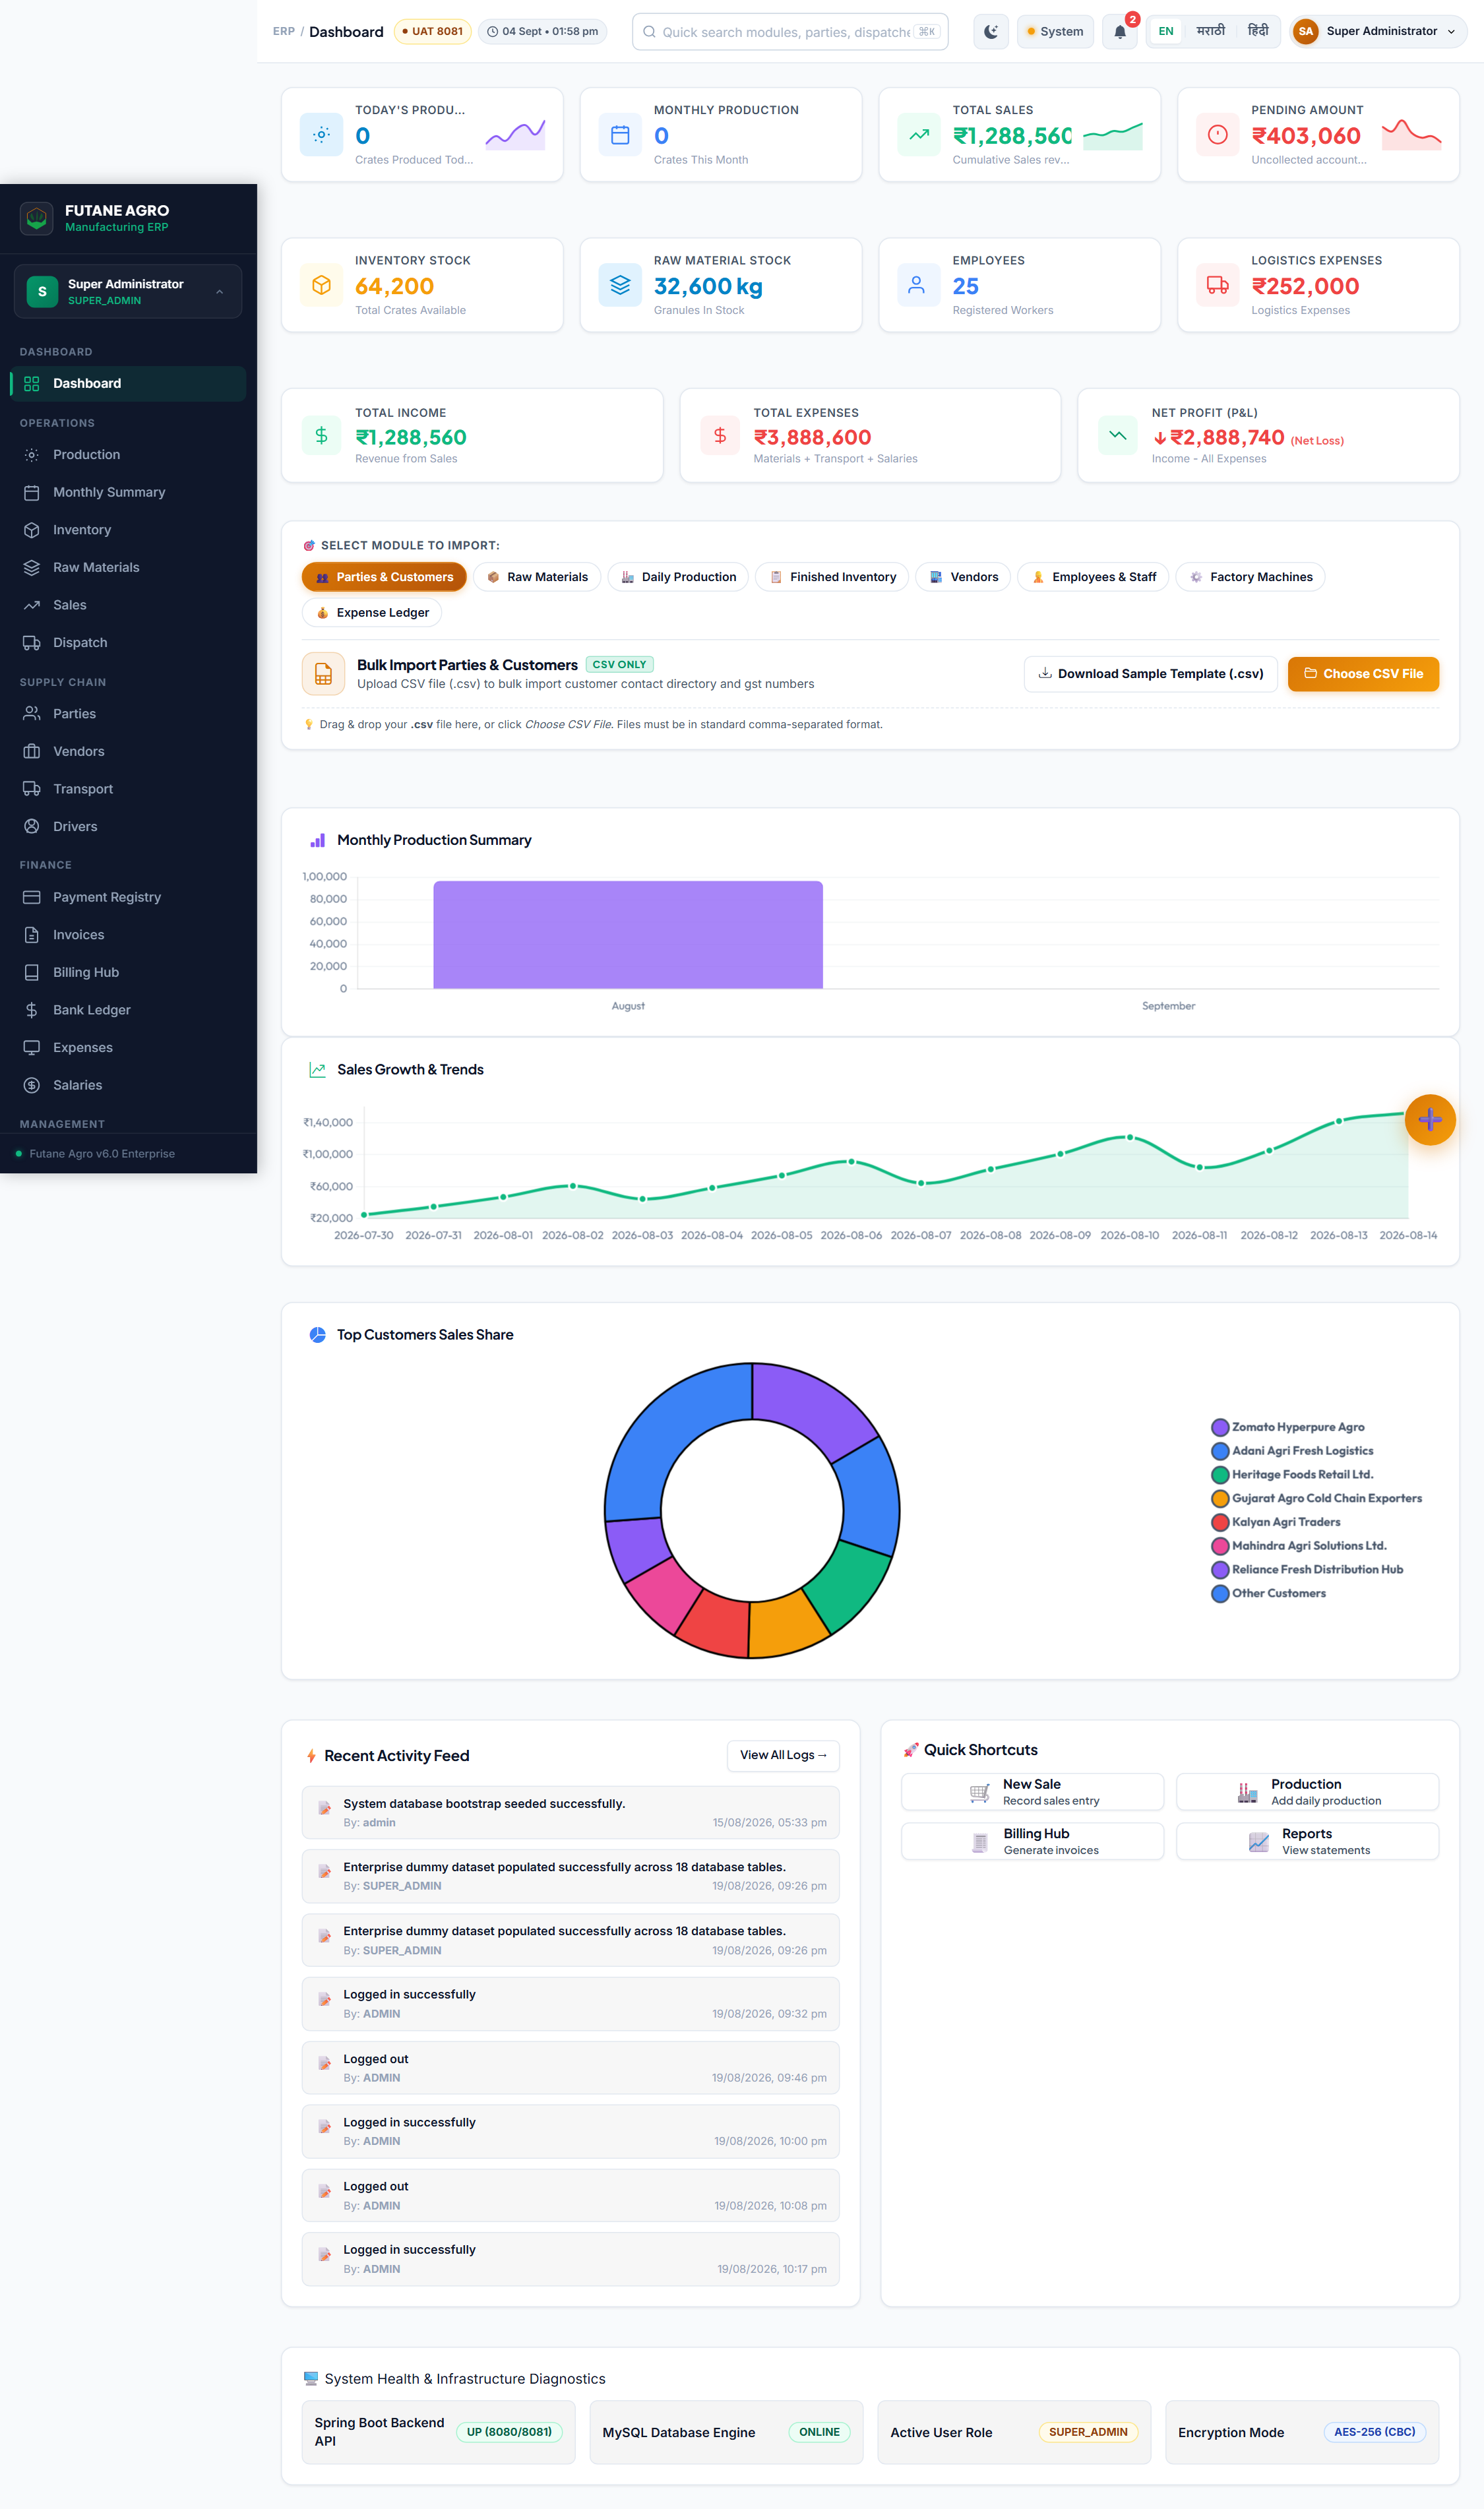 ERP / Dashboard
UAT 8081
04 Sept • 01:58 pm
Quick search modules, parties, dispatche
⌘K
System
2
EN
मराठी
हिंदी
SA
Super Administrator
TODAY'S PRODU...
0
Crates Produced Tod...
MONTHLY PRODUCTION
0
Crates This Month
TOTAL SALES
₹1,288,560
Cumulative Sales rev...
PENDING AMOUNT
₹403,060
Uncollected account...
FUTANE AGRO
Manufacturing ERP
S
Super Administrator
SUPER_ADMIN
DASHBOARD
Dashboard
OPERATIONS
Production
Monthly Summary
Inventory
Raw Materials
Sales
Dispatch
SUPPLY CHAIN
Parties
Vendors
Transport
Drivers
FINANCE
Payment Registry
Invoices
Billing Hub
Bank Ledger
Expenses
Salaries
MANAGEMENT
Futane Agro v6.0 Enterprise
INVENTORY STOCK
64,200
Total Crates Available
RAW MATERIAL STOCK
32,600 kg
Granules In Stock
EMPLOYEES
25
Registered Workers
LOGISTICS EXPENSES
₹252,000
Logistics Expenses
TOTAL INCOME
₹1,288,560
Revenue from Sales
TOTAL EXPENSES
₹3,888,600
Materials + Transport + Salaries
NET PROFIT (P&L)
↓ ₹2,888,740 (Net Loss)
Income - All Expenses
SELECT MODULE TO IMPORT:
Parties & Customers
Raw Materials
Daily Production
Finished Inventory
Vendors
Employees & Staff
Factory Machines
Expense Ledger
Bulk Import Parties & Customers
CSV ONLY
Upload CSV file (.csv) to bulk import customer contact directory and gst numbers
Download Sample Template (.csv)
Choose CSV File
Drag & drop your .csv file here, or click Choose CSV File. Files must be in standard comma-separated format.
Monthly Production Summary
1,00,000
80,000
60,000
40,000
20,000
0
August
September
Sales Growth & Trends
₹1,40,000
₹1,00,000
₹60,000
₹20,000
2026-07-30
2026-07-31
2026-08-01
2026-08-02
2026-08-03
2026-08-04
2026-08-05
2026-08-06
2026-08-07
2026-08-08
2026-08-09
2026-08-10
2026-08-11
2026-08-12
2026-08-13
2026-08-14
Top Customers Sales Share
Zomato Hyperpure Agro
Adani Agri Fresh Logistics
Heritage Foods Retail Ltd.
Gujarat Agro Cold Chain Exporters
Kalyan Agri Traders
Mahindra Agri Solutions Ltd.
Reliance Fresh Distribution Hub
Other Customers
Recent Activity Feed
View All Logs →
System database bootstrap seeded successfully.
By: admin
15/08/2026, 05:33 pm
Enterprise dummy dataset populated successfully across 18 database tables.
By: SUPER_ADMIN
19/08/2026, 09:26 pm
Enterprise dummy dataset populated successfully across 18 database tables.
By: SUPER_ADMIN
19/08/2026, 09:26 pm
Logged in successfully
By: ADMIN
19/08/2026, 09:32 pm
Logged out
By: ADMIN
19/08/2026, 09:46 pm
Logged in successfully
By: ADMIN
19/08/2026, 10:00 pm
Logged out
By: ADMIN
19/08/2026, 10:08 pm
Logged in successfully
By: ADMIN
19/08/2026, 10:17 pm
Quick Shortcuts
New Sale
Record sales entry
Production
Add daily production
Billing Hub
Generate invoices
Reports
View statements
System Health & Infrastructure Diagnostics
Spring Boot Backend
API
UP (8080/8081)
MySQL Database Engine
ONLINE
Active User Role
SUPER_ADMIN
Encryption Mode
AES-256 (CBC)